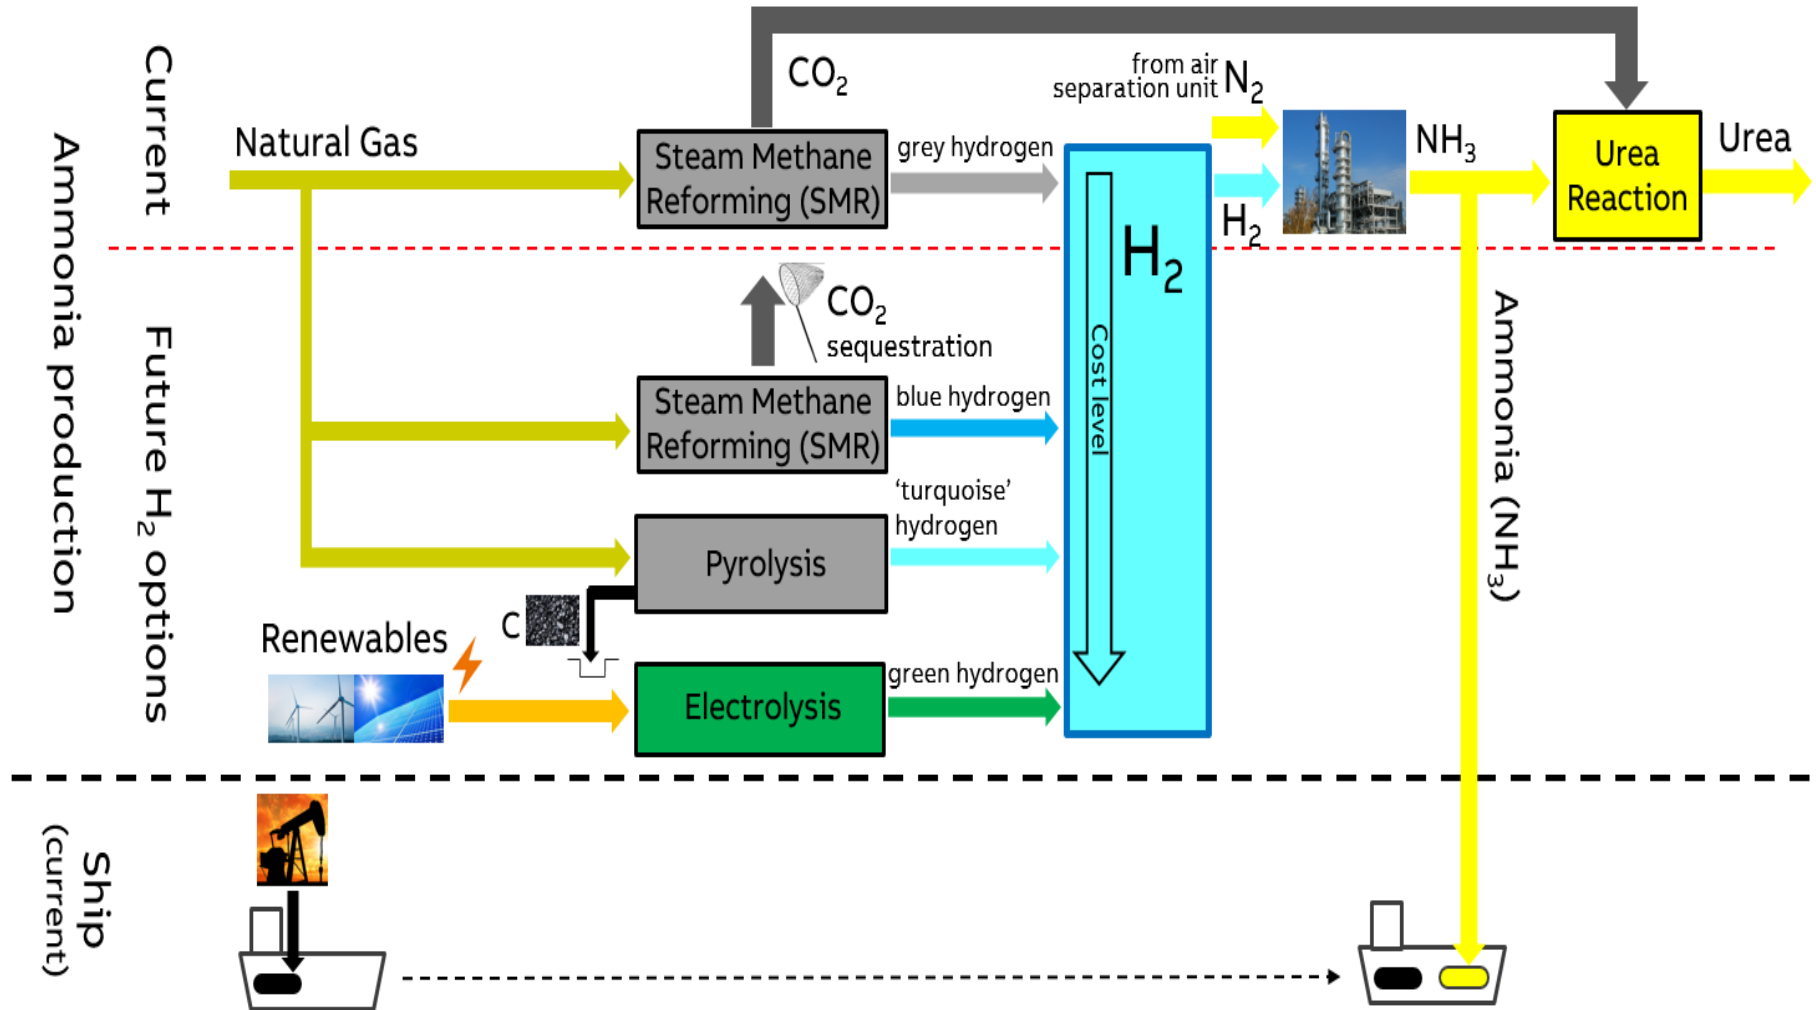 Ammonia production
Current
Natural Gas
Steam Methane
Reforming (SMR)
CO2
grey hydrogen
from air
separation unit
N2
H2
NH3
Urea
Reaction
Urea
Future H2 options
CO2
sequestration
Steam Methane
Reforming (SMR)
blue hydrogen
H2
Cost level
‘turquoise’
hydrogen
Pyrolysis
C
Renewables
Electrolysis
green hydrogen
Ammonia (NH3)
Ship
(current)